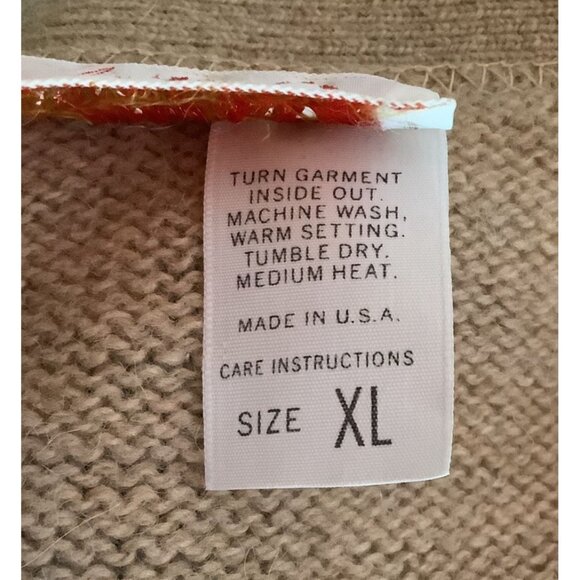 TURN GARMENT
INSIDE OUT.
MACHINE WASH,
WARM SETTING.
TUMBLE DRY.
MEDIUM HEAT.
MADE IN U.S.A.
CARE INSTRUCTIONS
SIZE XL